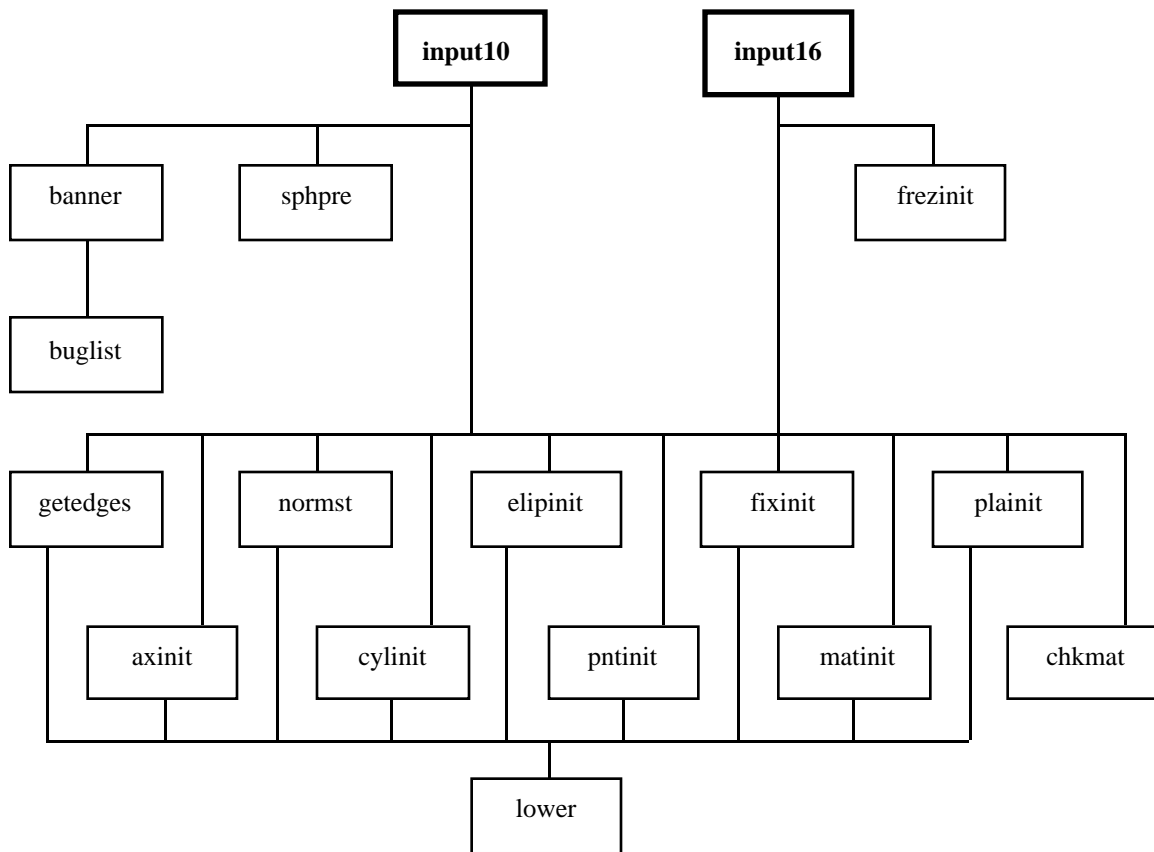 input10
input16
banner
sphpre
frezinit
buglist
getedges
normst
elipinit
fixinit
plainit
axinit
cylinit
pntinit
matinit
chkmat
lower